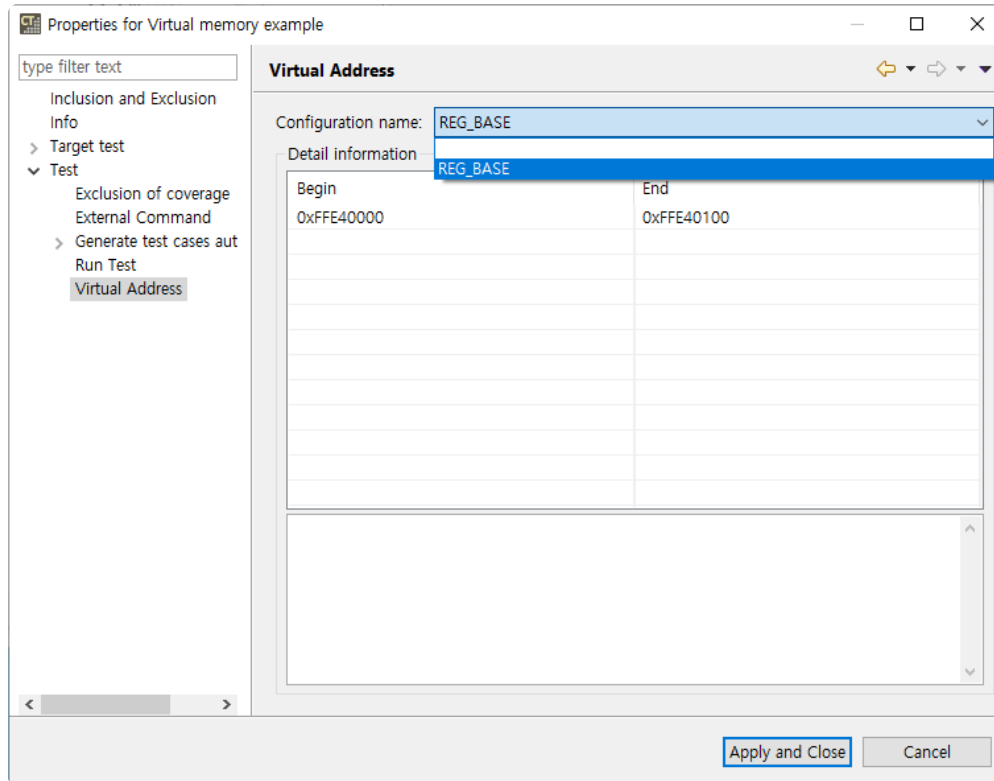 CT
Properties for Virtual memory example
type filter text
Inclusion and Exclusion
Info
Target test
Test
Exclusion of coverage
External Command
Generate test cases aut
Run Test
Virtual Address
Virtual Address
Configuration name: REG_BASE
REG_BASE
Detail information
Begin End
0xFFE40000 0xFFE40100
Apply and Close Cancel